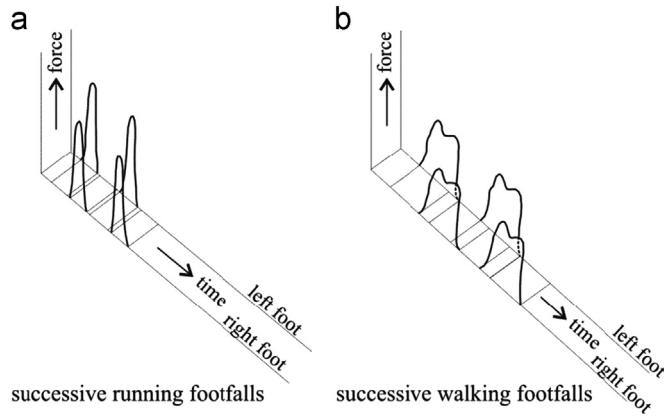 a
b
force
force
time
left foot
right foot
time
left foot
right foot
successive running footfalls
successive walking footfalls